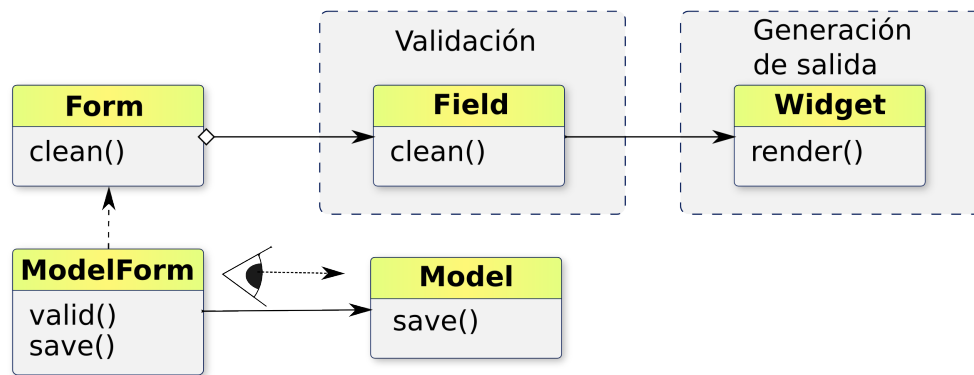 Validación
Generación
de salida
Form
clean()
Field
clean()
Widget
render()
ModelForm
valid()
save()
Model
save()